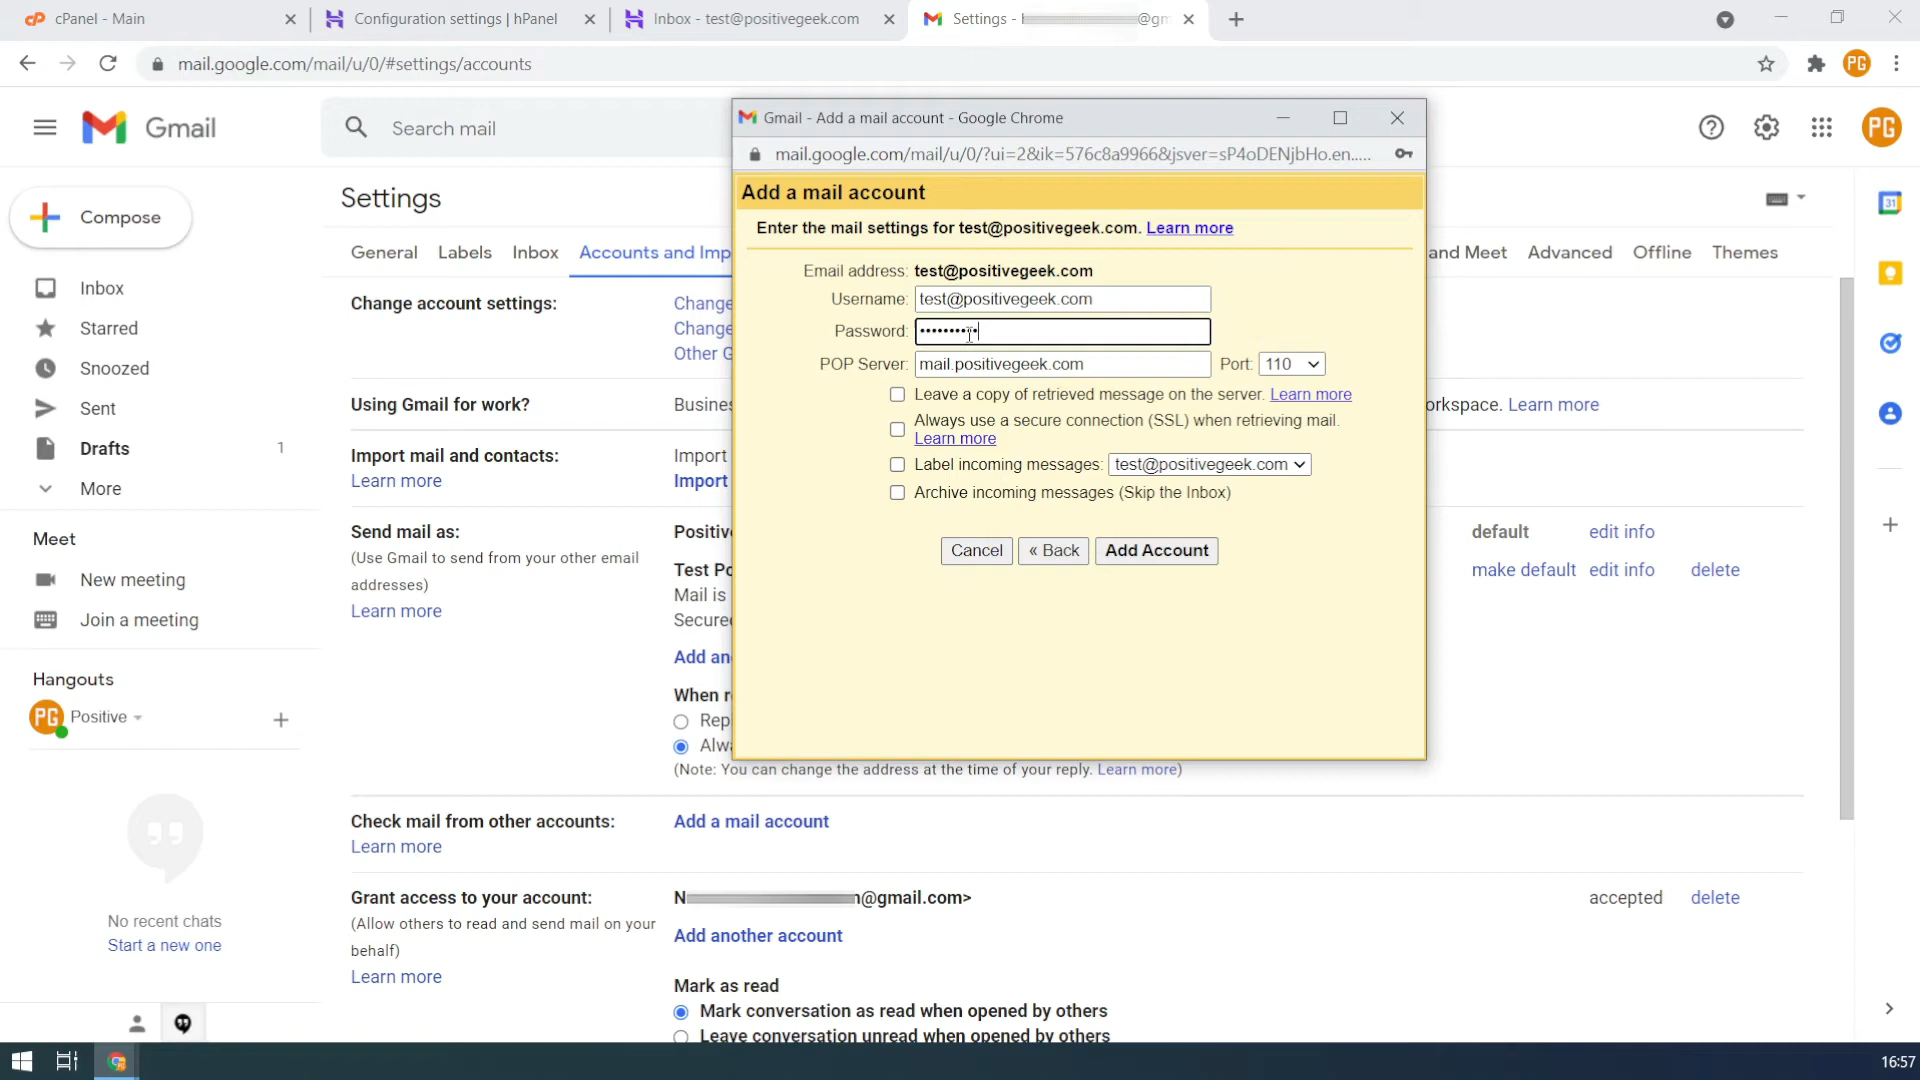 cPanel - Main
Configuration settings | hPanel
Inbox - test@positivegeek.com
Settings - @gm
mail.google.com/mail/u/0/#settings/accounts
PG
Gmail
Search mail
PG
Gmail - Add a mail account - Google Chrome
mail.google.com/mail/u/0/?ui=2&ik=576c8a9966&jsver=sP4oDENjbHo.en.....
Add a mail account
Enter the mail settings for test@positivegeek.com. Learn more
Email address: test@positivegeek.com
Username: test@positivegeek.com
Password: ••••••••••
POP Server: mail.positivegeek.com Port: 110
Leave a copy of retrieved message on the server. Learn more
Always use a secure connection (SSL) when retrieving mail.
Learn more
Label incoming messages: test@positivegeek.com
Archive incoming messages (Skip the Inbox)
Cancel « Back Add Account
Compose
Inbox
Starred
Snoozed
Sent
Drafts 1
More
Meet
New meeting
Join a meeting
Hangouts
PG Positive
No recent chats
Start a new one
Settings
General Labels Inbox Accounts and Imp and Meet Advanced Offline Themes
Change account settings: Change
Change
Other G
Using Gmail for work? Busines orkspace. Learn more
Import mail and contacts: Import
Learn more Import
Send mail as: Positiv default edit info
(Use Gmail to send from your other email
addresses)
Learn more
Test Po make default edit info delete
Mail is
Secured
Add an
When r
Rep
Alwa
(Note: You can change the address at the time of your reply. Learn more)
Check mail from other accounts: Add a mail account
Learn more
Grant access to your account: N @gmail.com> accepted delete
(Allow others to read and send mail on your
behalf)
Learn more
Add another account
Mark as read
Mark conversation as read when opened by others
Leave conversation unread when opened by others
31
16:57